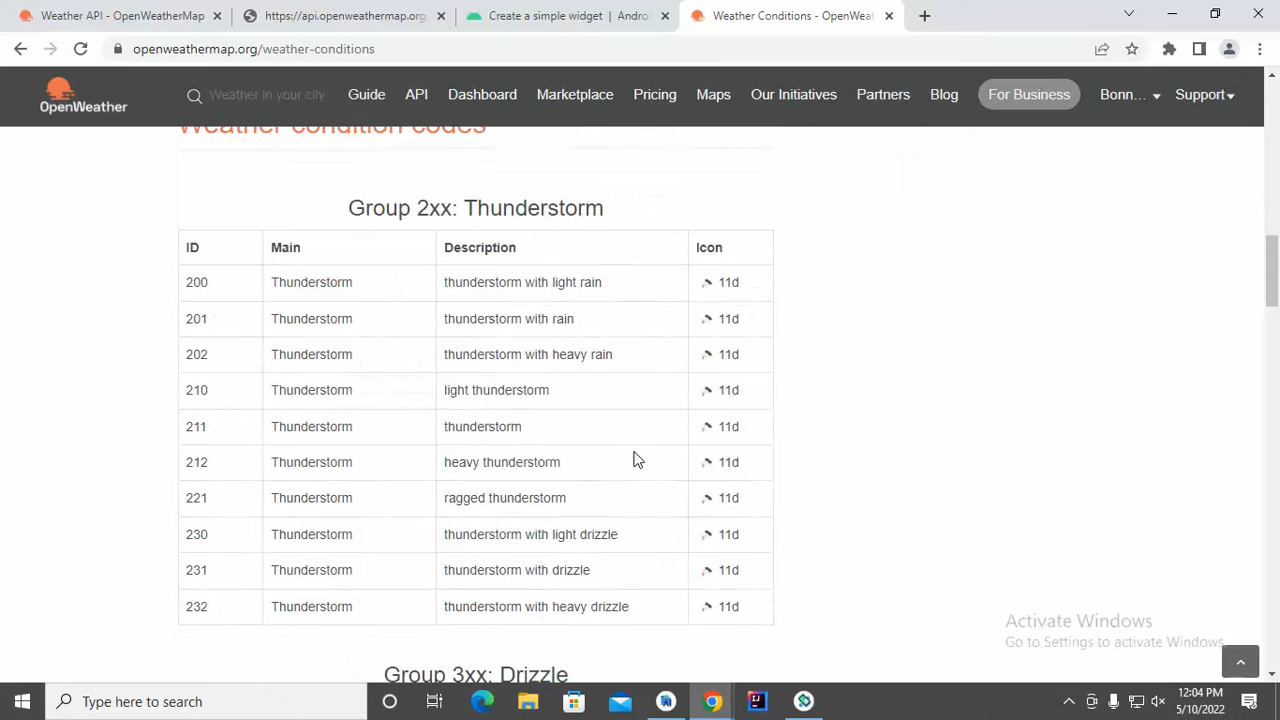 Weather API - OpenWeatherMap
https://api.openweathermap.org
Create a simple widget | Andro
Weather Conditions - OpenWeat
openweathermap.org/weather-conditions
OpenWeather
Weather in your city
Guide
API
Dashboard
Marketplace
Pricing
Maps
Our Initiatives
Partners
Blog
For Business
Bonn...
Support
Weather condition codes
Group 2xx: Thunderstorm
ID Main Description Icon
200 Thunderstorm thunderstorm with light rain 11d
201 Thunderstorm thunderstorm with rain 11d
202 Thunderstorm thunderstorm with heavy rain 11d
210 Thunderstorm light thunderstorm 11d
211 Thunderstorm thunderstorm 11d
212 Thunderstorm heavy thunderstorm 11d
221 Thunderstorm ragged thunderstorm 11d
230 Thunderstorm thunderstorm with light drizzle 11d
231 Thunderstorm thunderstorm with drizzle 11d
232 Thunderstorm thunderstorm with heavy drizzle 11d
Group 3xx: Drizzle
Activate Windows
Go to Settings to activate Windows.
Type here to search
12:04 PM
5/10/2022